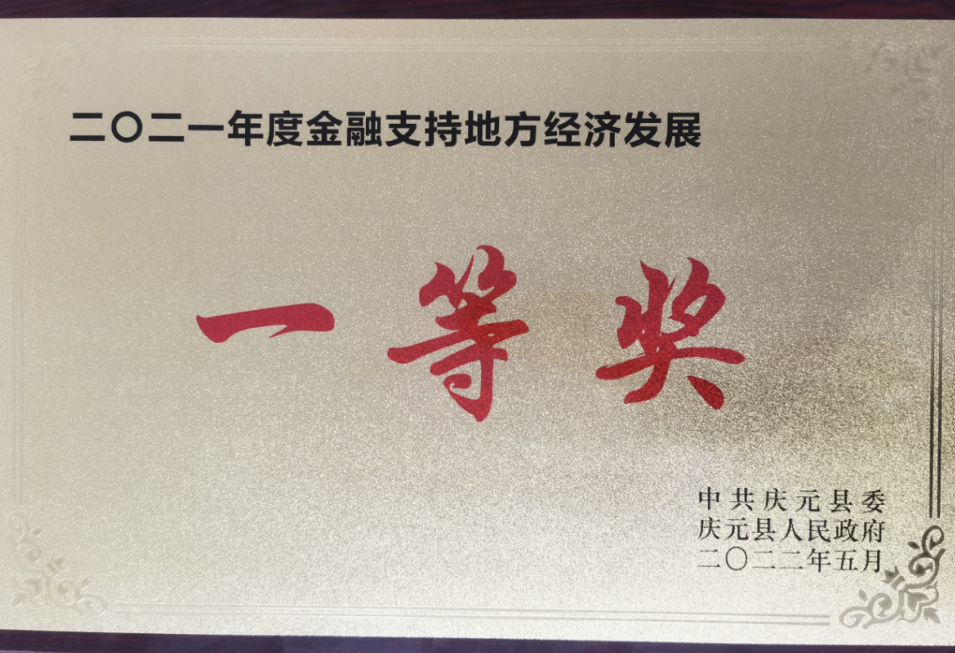 二〇二一年度金融支持地方经济发展
一等奖
中共庆元县委
庆元县人民政府
二〇二二年五月